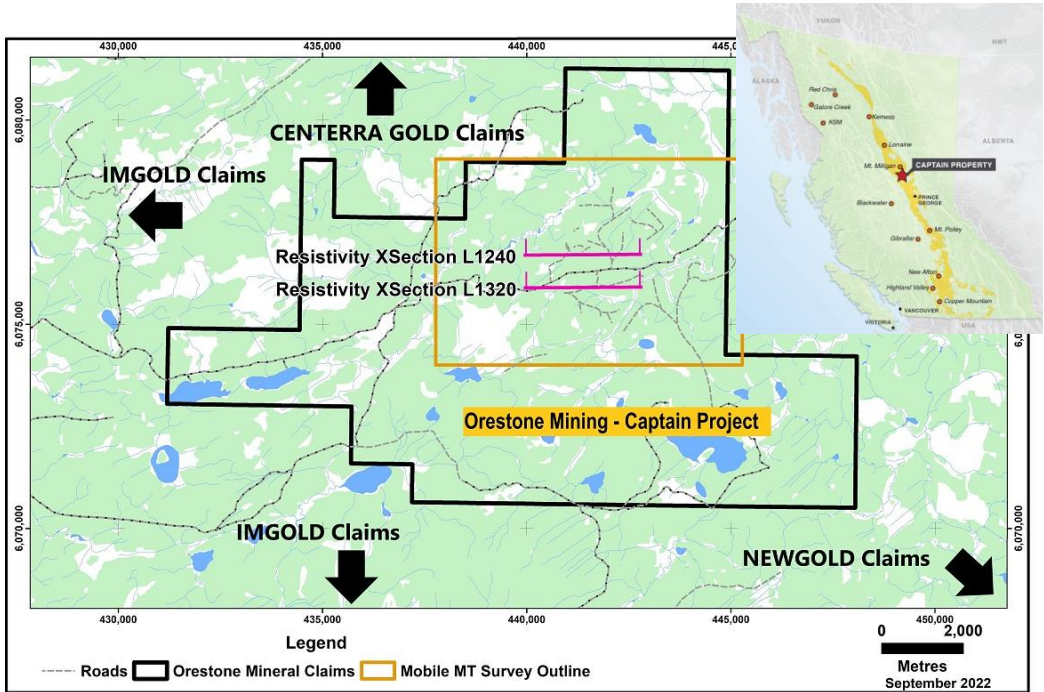 430,000
435,000
440,000
445,0
6,080,000
6,075,000
6,070,000
CENTERRA GOLD Claims
IMGOLD Claims
Resistivity XSection L1240
Resistivity XSection L1320
Orestone Mining - Captain Project
IMGOLD Claims
NEWGOLD Claims
YUKON
NWT
ALASKA
ALBERTA
Red Chris
Galore Creek
KSM
Kemess
Lorraine
Mt. Milligan
CAPTAIN PROPERTY
PRINCE GEORGE
Blackwater
Mt. Polley
Gibraltar
New Afton
Highland Valley
Copper Mountain
VANCOUVER
VICTORIA
USA
6,0
6,070,000
430,000
435,000
440,000
445,000
450,000
Legend
Roads
Orestone Mineral Claims
Mobile MT Survey Outline
0 2,000
Metres
September 2022